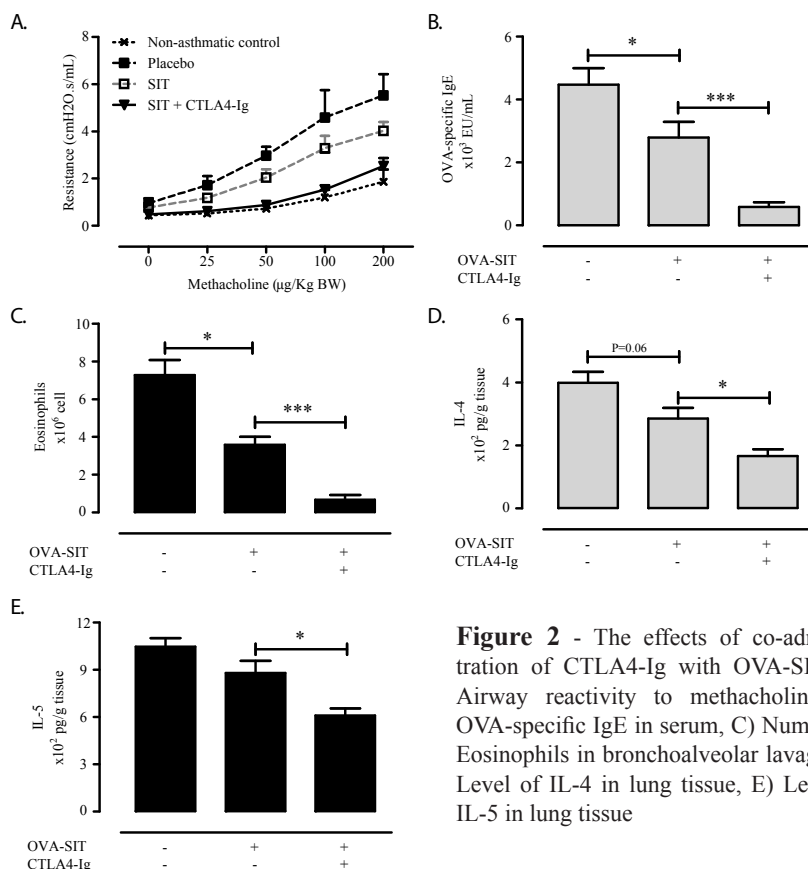 A.
Non-asthmatic control
Placebo
SIT
SIT + CTLA4-Ig
Resistance (cmH2O.s/mL)
8
6
4
2
0
0 25 50 100 200
Methacholine (µg/Kg BW)
B.
OVA-specific IgE
x10³ EU/mL
6
4
2
0
*
***
OVA-SIT - + +
CTLA4-Ig - - +
C.
Eosinophils
x10⁶ cell
10
8
6
4
2
0
*
***
OVA-SIT - + +
CTLA4-Ig - - +
D.
IL-4
x10² pg/g tissue
6
4
2
0
P=0.06
*
OVA-SIT - + +
CTLA4-Ig - - +
E.
IL-5
x10² pg/g tissue
12
9
6
3
0
*
OVA-SIT - + +
CTLA4-Ig - - +
Figure 2 - The effects of co-adm
tration of CTLA4-Ig with OVA-SI
Airway reactivity to methacholin
OVA-specific IgE in serum, C) Num
Eosinophils in bronchoalveolar lavag
Level of IL-4 in lung tissue, E) Le
IL-5 in lung tissue